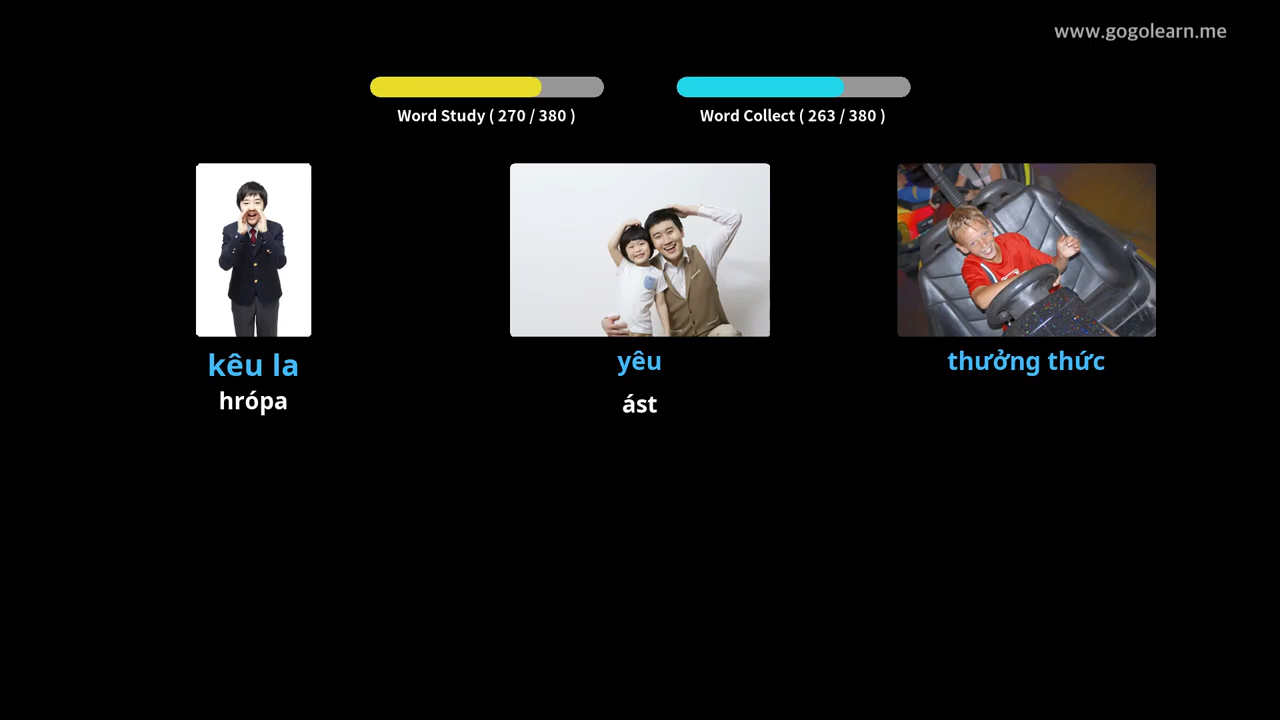 www.gogolearn.me
Word Study ( 270 / 380 )
Word Collect ( 263 / 380 )
kêu la
hrópa
yêu
ást
thưởng thức